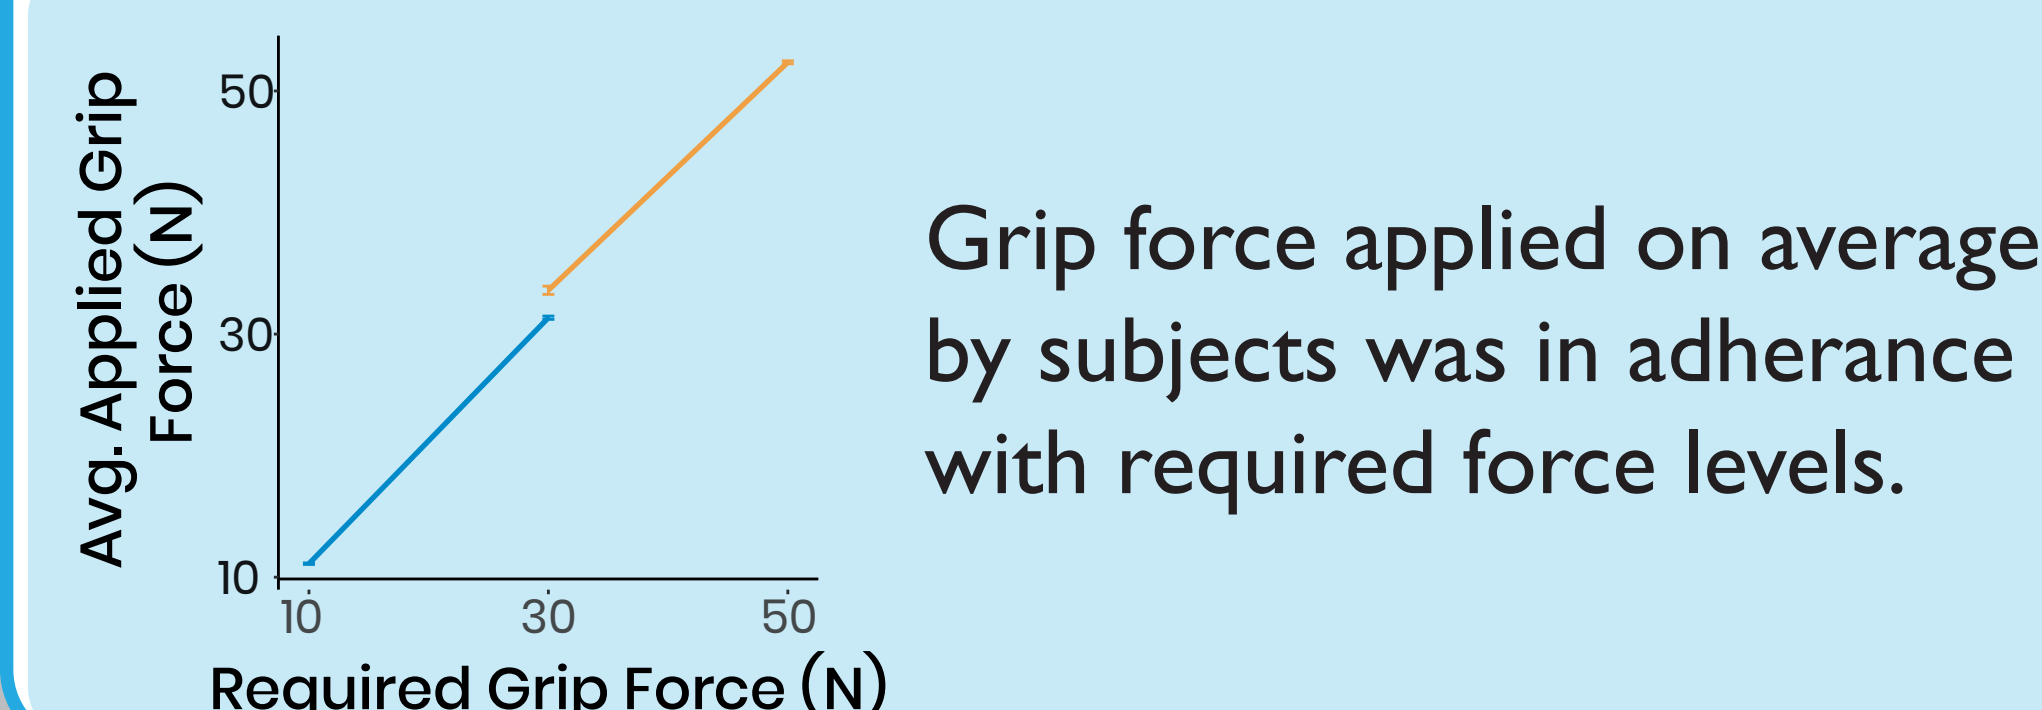 Avg. Applied Grip
Force (N)
50
30
10
10 30 50
Required Grip Force (N)
Grip force applied on average
by subjects was in adherance
with required force levels.